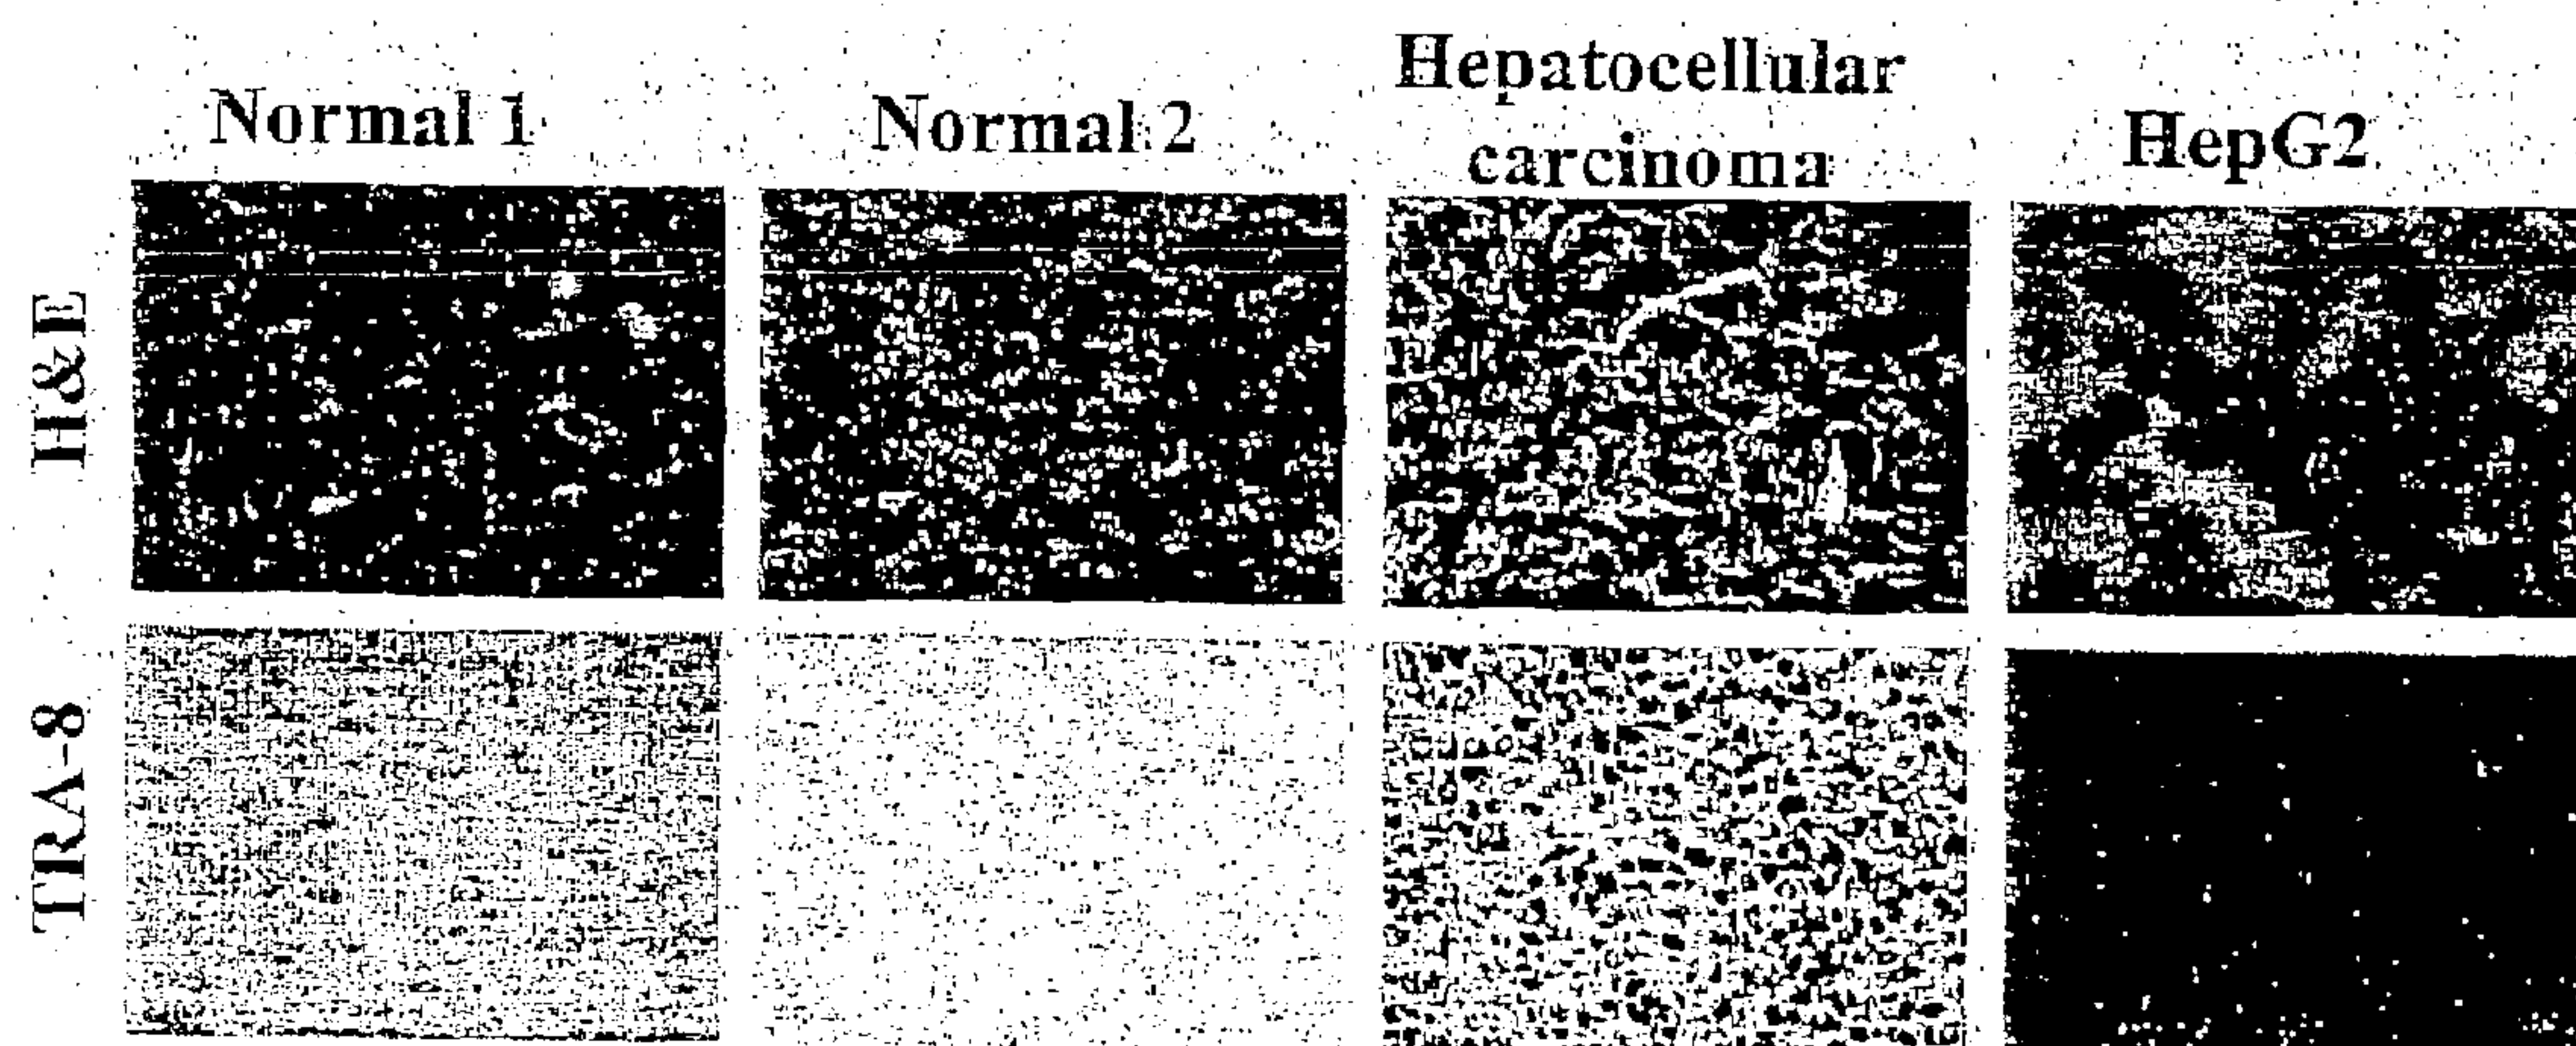 Normal 1
Normal 2
Hepatocellular
carcinoma
HepG2
H&E
TRA-8